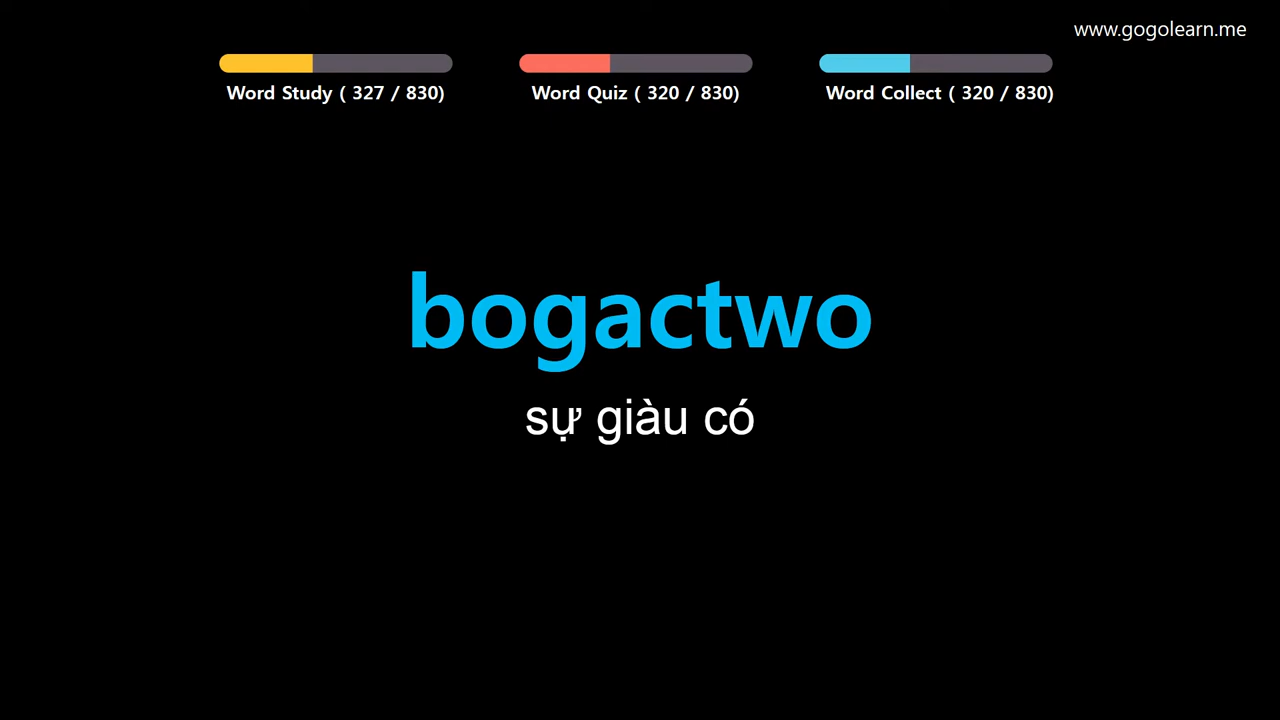 www.gogolearn.me
Word Study ( 327 / 830)
Word Quiz ( 320 / 830)
Word Collect ( 320 / 830)
bogactwo
sự giàu có